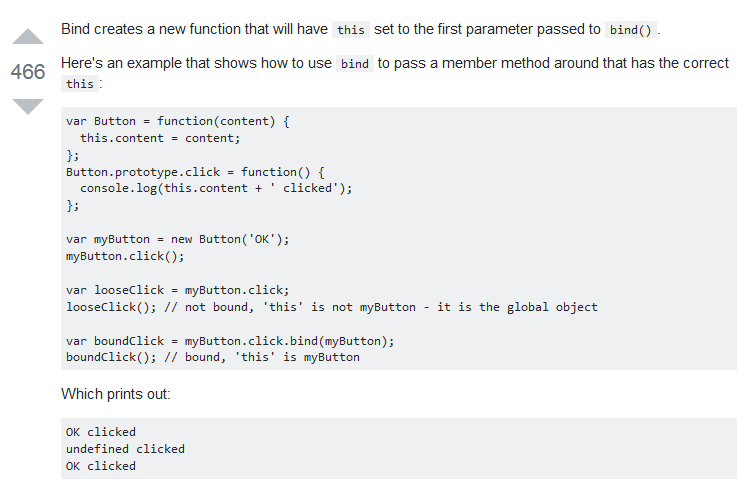 Bind creates a new function that will have this set to the first parameter passed to bind() .
466
Here's an example that shows how to use bind to pass a member method around that has the correct
this :
var Button = function(content) {
  this.content = content;
};
Button.prototype.click = function() {
  console.log(this.content + ' clicked');
};

var myButton = new Button('OK');
myButton.click();

var looseClick = myButton.click;
looseClick(); // not bound, 'this' is not myButton - it is the global object

var boundClick = myButton.click.bind(myButton);
boundClick(); // bound, 'this' is myButton
Which prints out:
OK clicked
undefined clicked
OK clicked